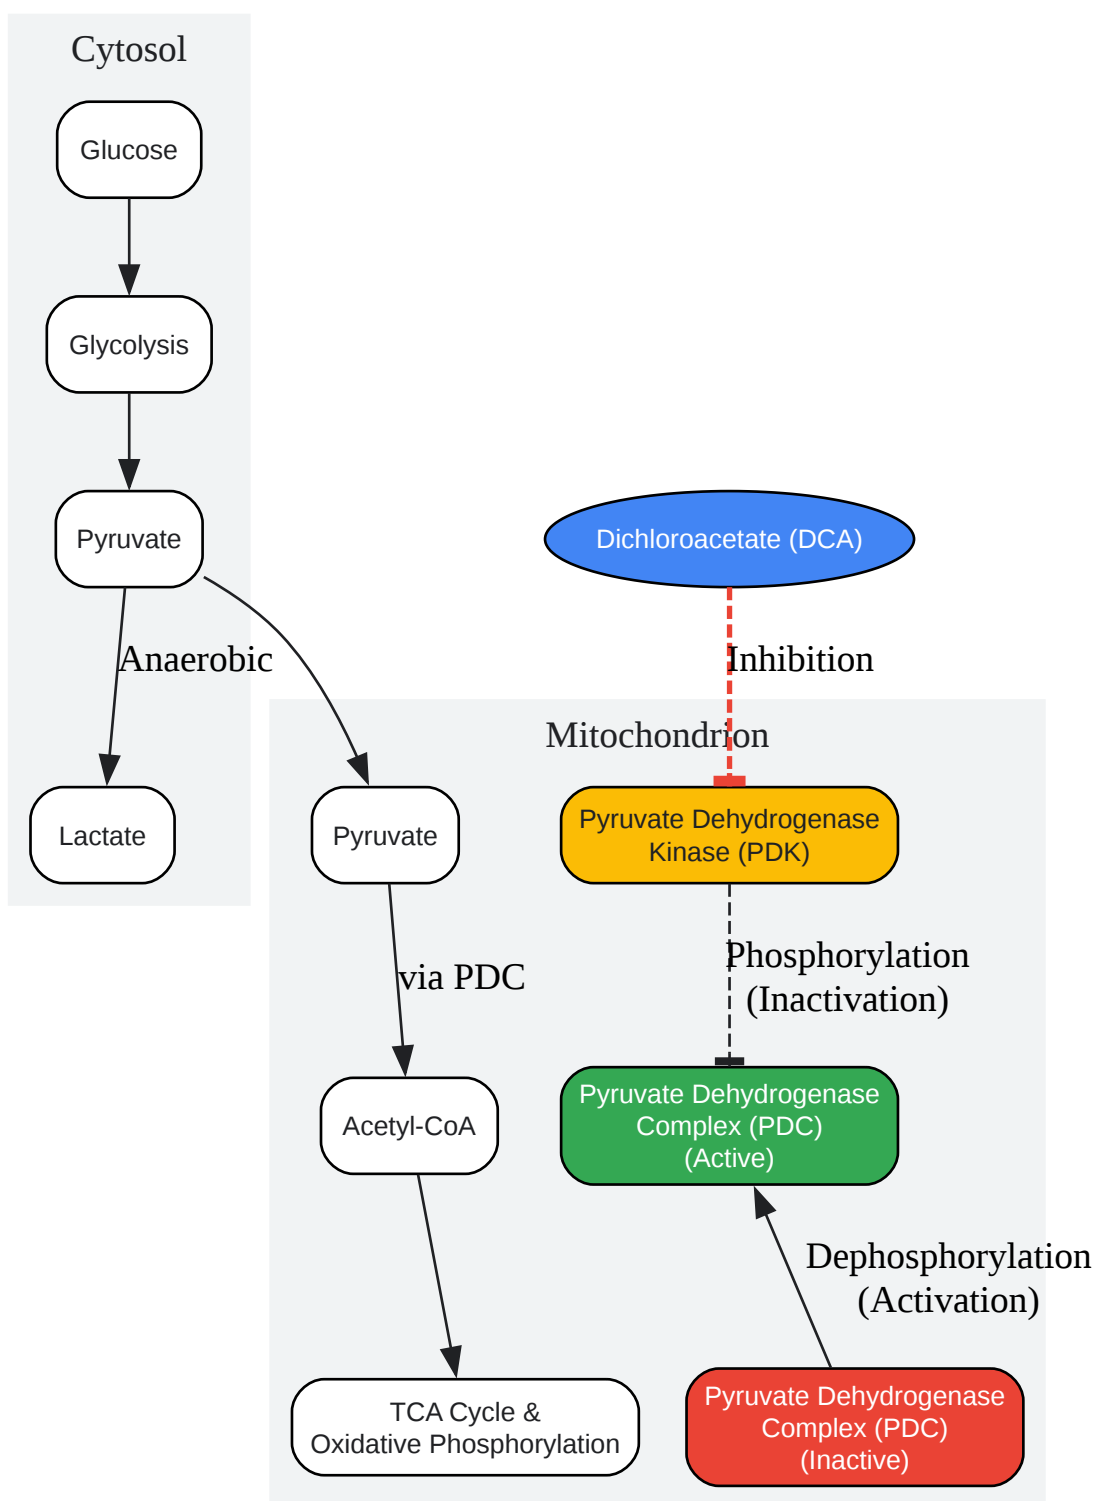 Cytosol
Glucose
Glycolysis
Pyruvate
Dichloroacetate (DCA)
Anaerobic
Inhibition
Mitochondrion
Lactate
Pyruvate
Pyruvate Dehydrogenase
Kinase (PDK)
via PDC
Phosphorylation
(Inactivation)
Acetyl-CoA
Pyruvate Dehydrogenase
Complex (PDC)
(Active)
Dephosphorylation
(Activation)
TCA Cycle &
Oxidative Phosphorylation
Pyruvate Dehydrogenase
Complex (PDC)
(Inactive)